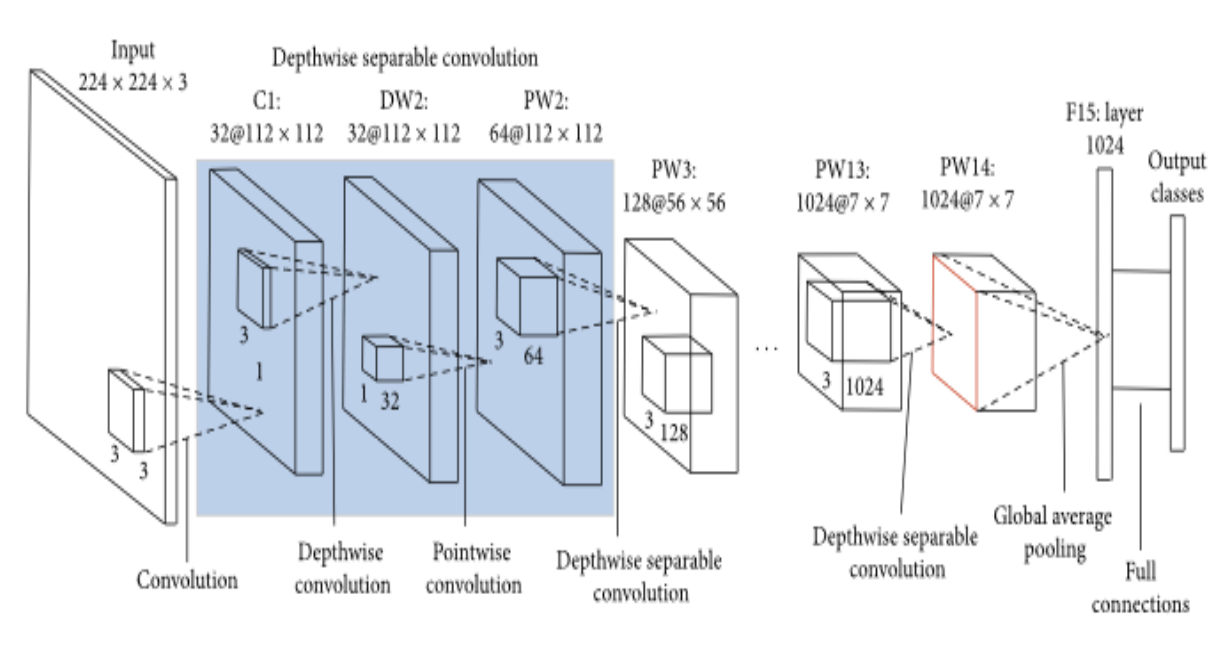 Input
224 × 224 × 3
Depthwise separable convolution
C1:
32@112 × 112
DW2:
32@112 × 112
PW2:
64@112 × 112
PW3:
128@56 × 56
PW13:
1024@7 × 7
PW14:
1024@7 × 7
F15: layer
1024
Output
classes
3
3
3
1
1
32
3
64
3
128
...
3
1024
Convolution
Depthwise
convolution
Pointwise
convolution
Depthwise separable
convolution
Depthwise separable
convolution
Global average
pooling
Full
connections